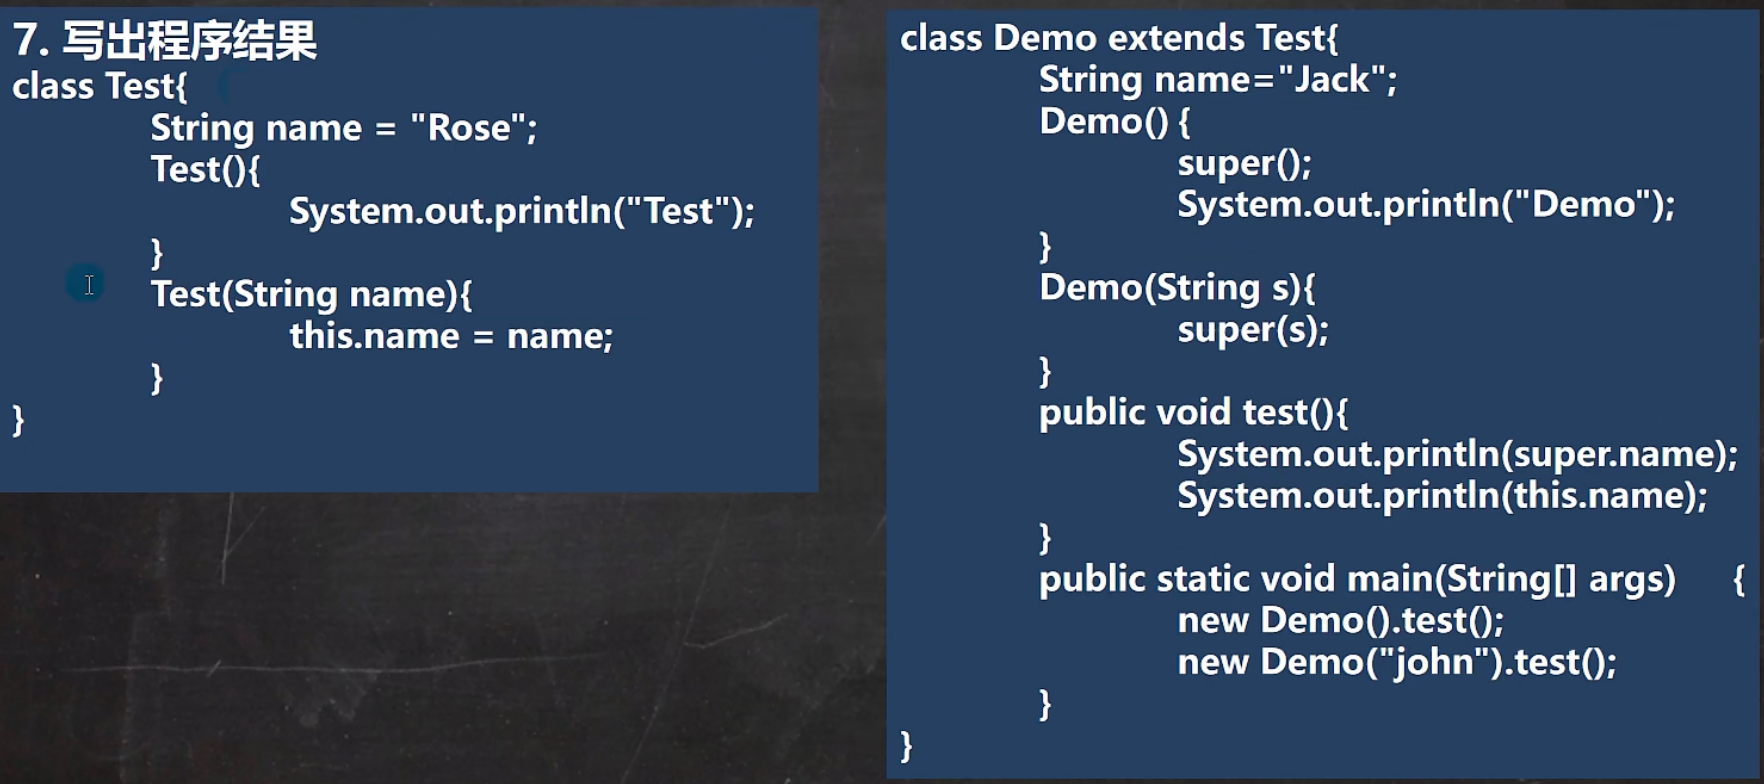 7. 写出程序结果
class Test{
String name = "Rose";
Test(){
System.out.println("Test");
}
Test(String name){
this.name = name;
}
}
class Demo extends Test{
String name="Jack";
Demo() {
super();
System.out.println("Demo");
}
Demo(String s){
super(s);
}
public void test(){
System.out.println(super.name);
System.out.println(this.name);
}
public static void main(String[] args) {
new Demo().test();
new Demo("john").test();
}
}